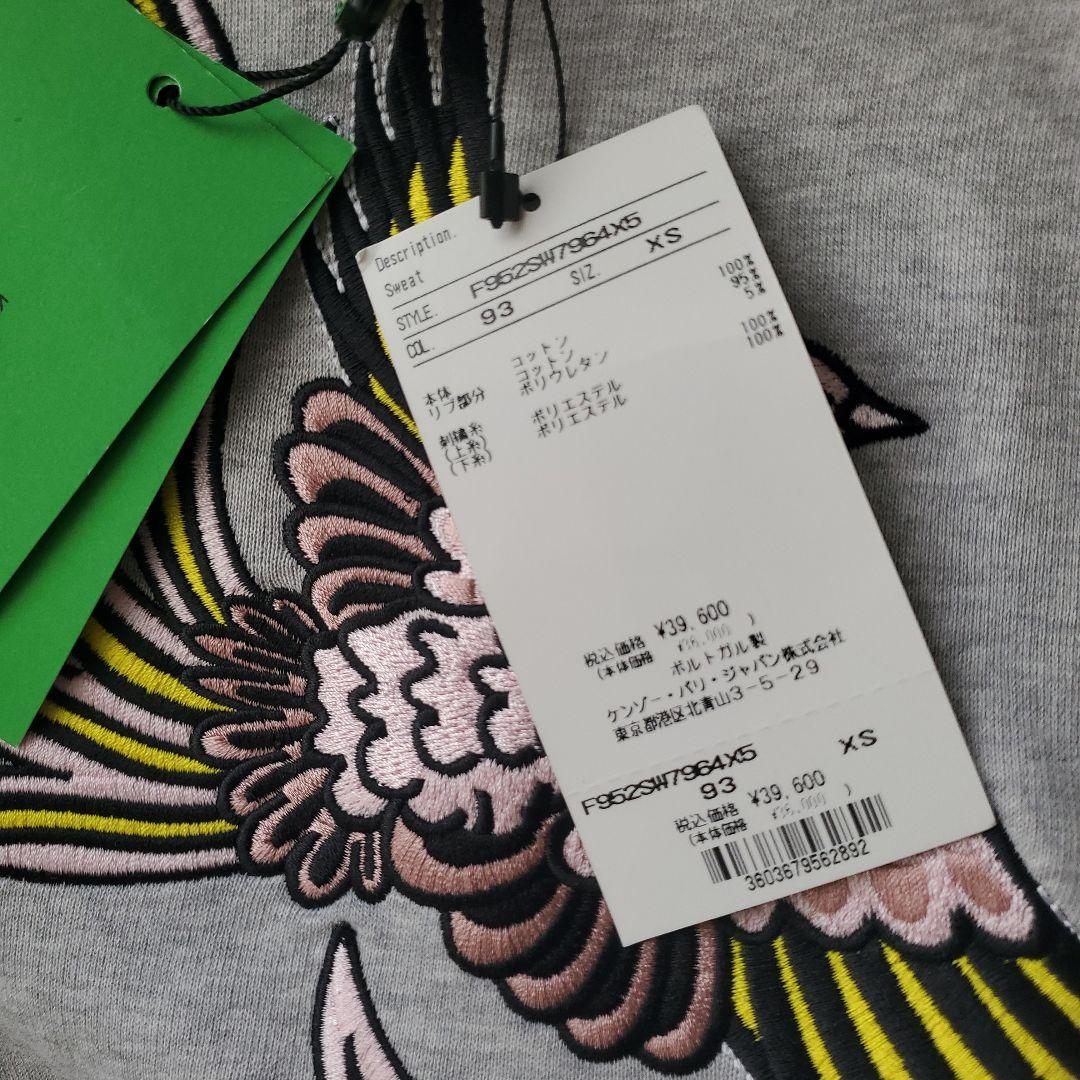 Description.
Sweat
STYLE. F952SW7964X5
COL. 93 SIZ. XS
本体 コットン 100%
リブ部分 コットン 95%
ポリウレタン 5%
刺繍糸
(上糸) ポリエステル 100%
(下糸) ポリエステル 100%
税込価格 ¥39,600
(本体価格 ¥36,000 )
ポルトガル製
ケンゾー・パリ・ジャパン株式会社
東京都港区北青山3-5-29
F952SW7964X5 XS
93
税込価格 ¥39,600
(本体価格 ¥36,000 )
3603679562892